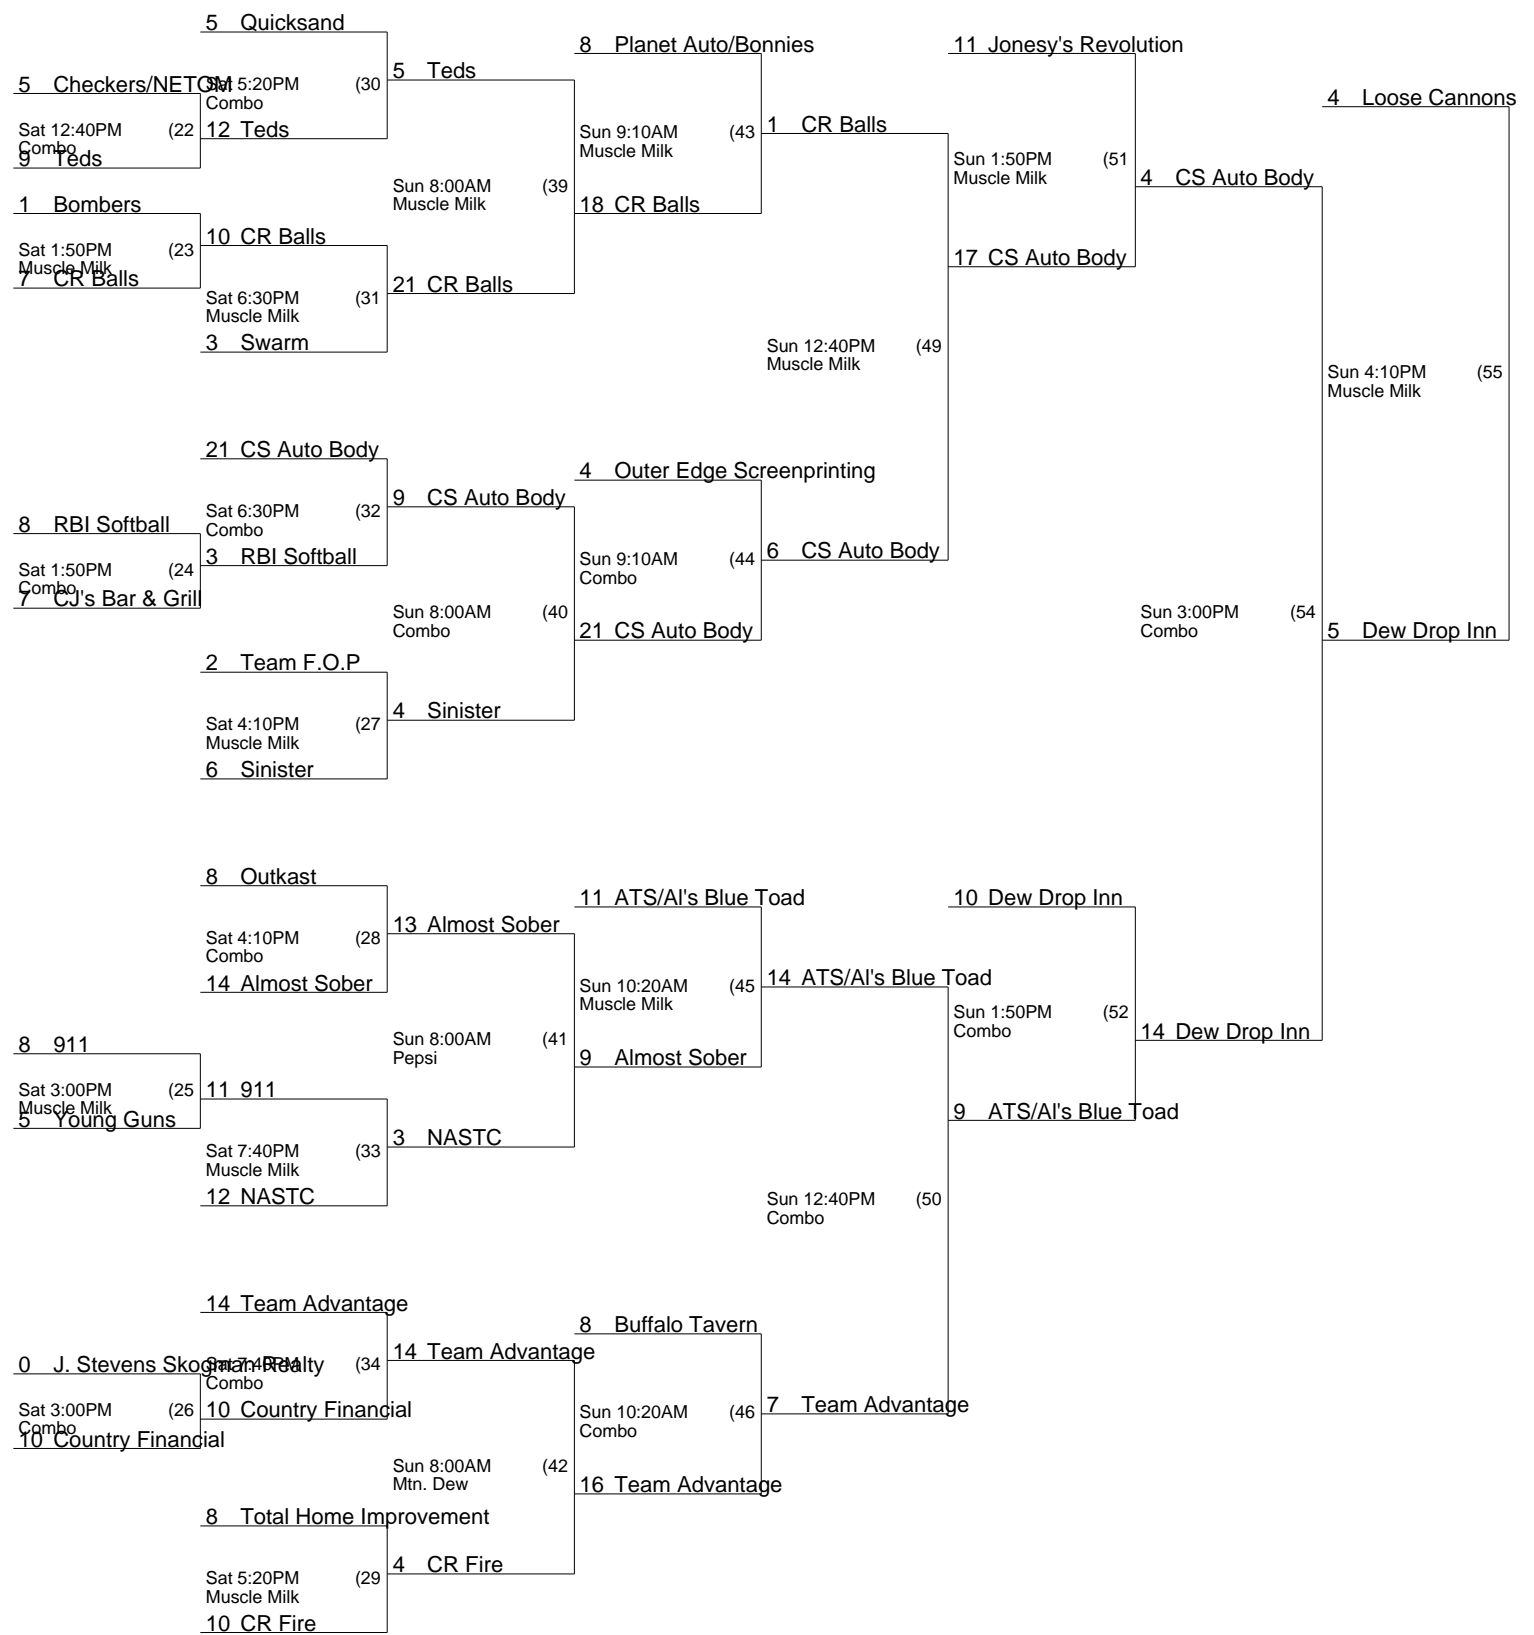 5 Quicksand
5 Checkers/NETOM
Sat 5:20PM (30
Combo
Sat 12:40PM (22
Combo
12 Teds
9 Teds
5 Teds
1 Bombers
Sat 1:50PM (23
Muscle Milk
7 CR Balls
10 CR Balls
Sat 6:30PM (31
Muscle Milk
3 Swarm
21 CR Balls
Sun 8:00AM (39
Muscle Milk
8 Planet Auto/Bonnies
Sun 9:10AM (43
Muscle Milk
18 CR Balls
1 CR Balls
21 CS Auto Body
8 RBI Softball
Sat 1:50PM (24
Combo
7 CJ's Bar & Grill
Sat 6:30PM (32
Combo
3 RBI Softball
9 CS Auto Body
2 Team F.O.P
Sat 4:10PM (27
Muscle Milk
6 Sinister
4 Sinister
Sun 8:00AM (40
Combo
4 Outer Edge Screenprinting
Sun 9:10AM (44
Combo
21 CS Auto Body
6 CS Auto Body
Sun 12:40PM (49
Muscle Milk
11 Jonesy's Revolution
Sun 1:50PM (51
Muscle Milk
17 CS Auto Body
4 CS Auto Body
8 Outkast
Sat 4:10PM (28
Combo
14 Almost Sober
13 Almost Sober
8 911
Sat 3:00PM (25
Muscle Milk
5 Young Guns
11 911
Sat 7:40PM (33
Muscle Milk
12 NASTC
3 NASTC
Sun 8:00AM (41
Pepsi
11 ATS/Al's Blue Toad
Sun 10:20AM (45
Muscle Milk
9 Almost Sober
14 ATS/Al's Blue Toad
14 Team Advantage
0 J. Stevens Skogman Realty
Sat 7:40PM (34
Combo
Sat 3:00PM (26
Combo
10 Country Financial
10 Country Financial
14 Team Advantage
8 Total Home Improvement
Sat 5:20PM (29
Muscle Milk
10 CR Fire
4 CR Fire
Sun 8:00AM (42
Mtn. Dew
8 Buffalo Tavern
Sun 10:20AM (46
Combo
16 Team Advantage
7 Team Advantage
Sun 12:40PM (50
Combo
10 Dew Drop Inn
Sun 1:50PM (52
Combo
9 ATS/Al's Blue Toad
14 Dew Drop Inn
Sun 3:00PM (54
Combo
4 Loose Cannons
Sun 4:10PM (55
Muscle Milk
5 Dew Drop Inn